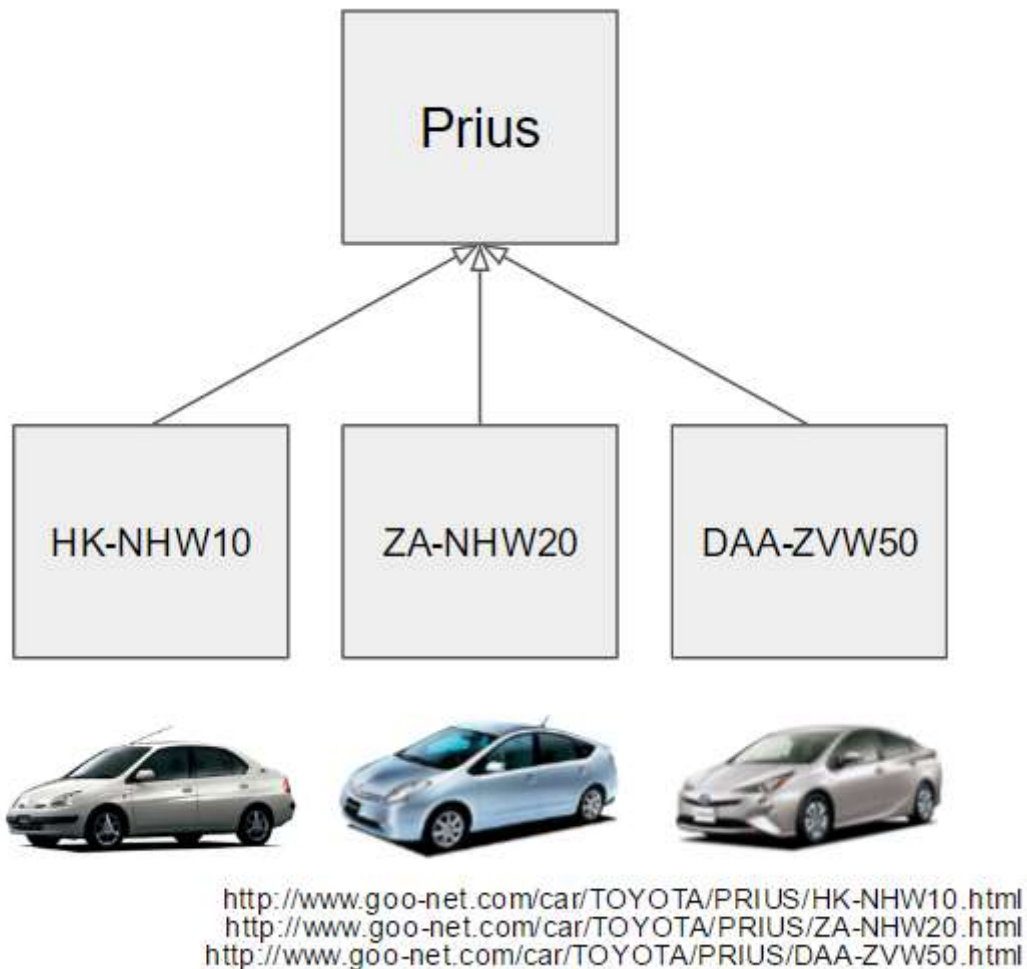 Prius
HK-NHW10
ZA-NHW20
DAA-ZVW50
http://www.goo-net.com/car/TOYOTA/PRIUS/HK-NHW10.html
http://www.goo-net.com/car/TOYOTA/PRIUS/ZA-NHW20.html
http://www.goo-net.com/car/TOYOTA/PRIUS/DAA-ZVW50.html